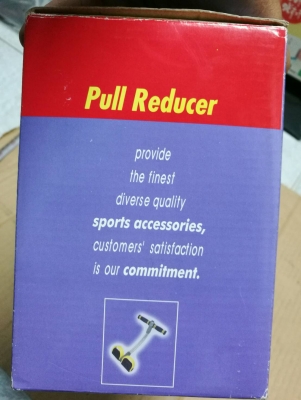 Pull Reducer
provide
the finest
diverse quality
sports accessories,
customers' satisfaction
is our commitment.